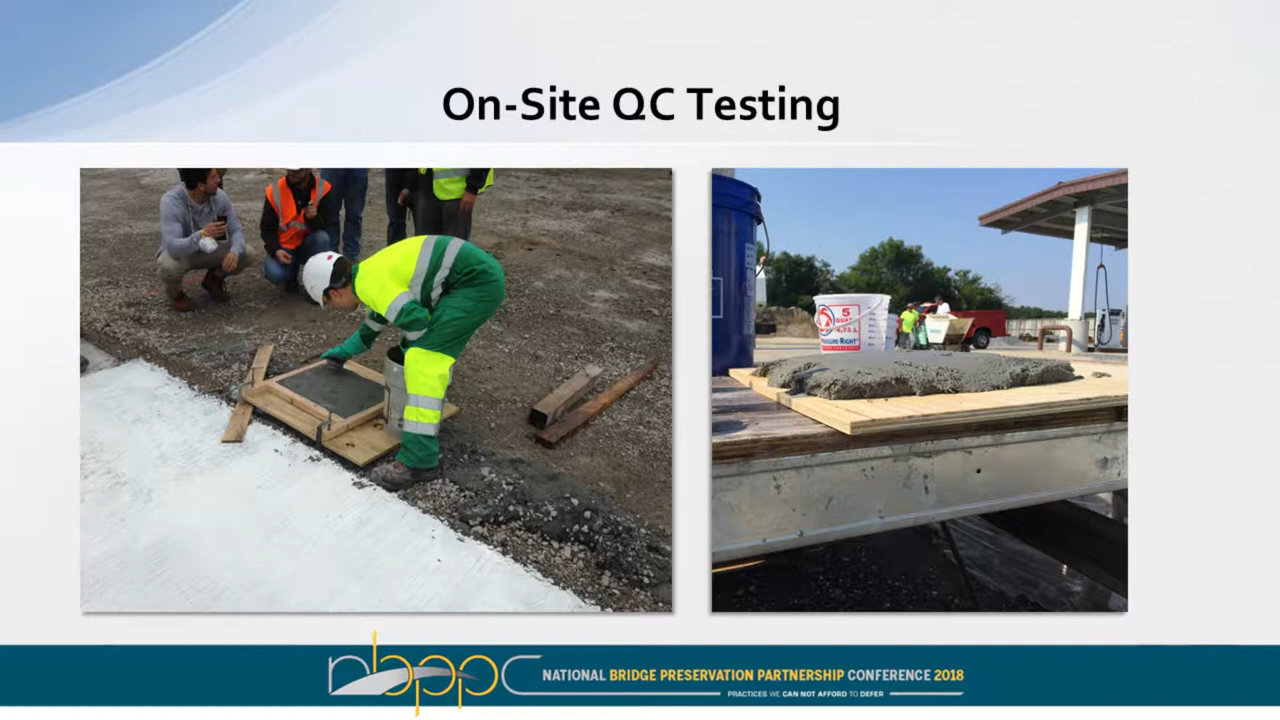 On-Site QC Testing
5
QUART
4.73 L
MEASURE-RIGHT
nbppc
NATIONAL BRIDGE PRESERVATION PARTNERSHIP CONFERENCE 2018
PRACTICES WE CAN NOT AFFORD TO DEFER